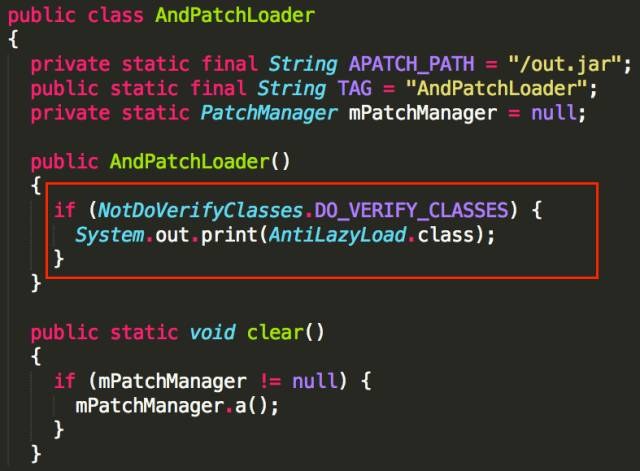 public class AndPatchLoader
{
private static final String APATCH_PATH = "/out.jar";
public static final String TAG = "AndPatchLoader";
private static PatchManager mPatchManager = null;
public AndPatchLoader()
{
if (NotDoVerifyClasses.DO_VERIFY_CLASSES) {
System.out.print(AntiLazyLoad.class);
}
}
public static void clear()
{
if (mPatchManager != null) {
mPatchManager.a();
}
}